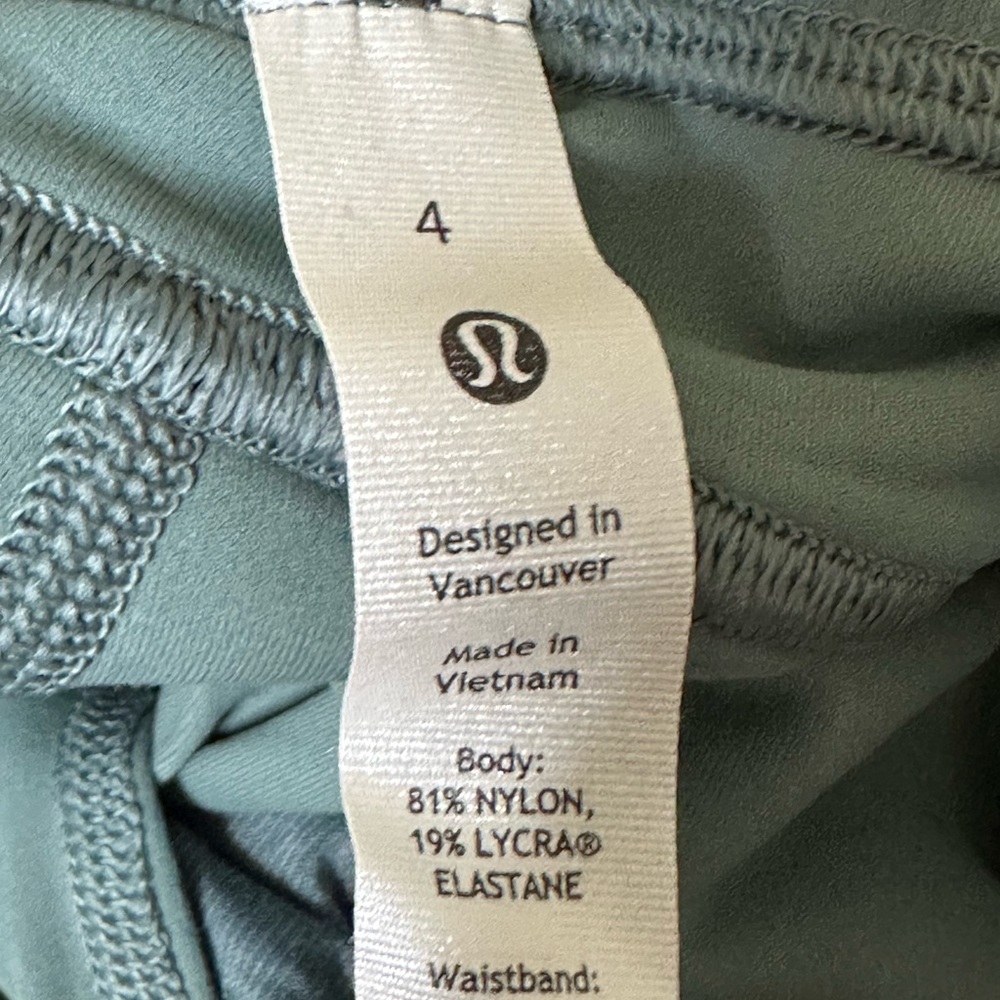 4
Designed in
Vancouver
Made in
Vietnam
Body:
81% NYLON,
19% LYCRA®
ELASTANE
Waistband: